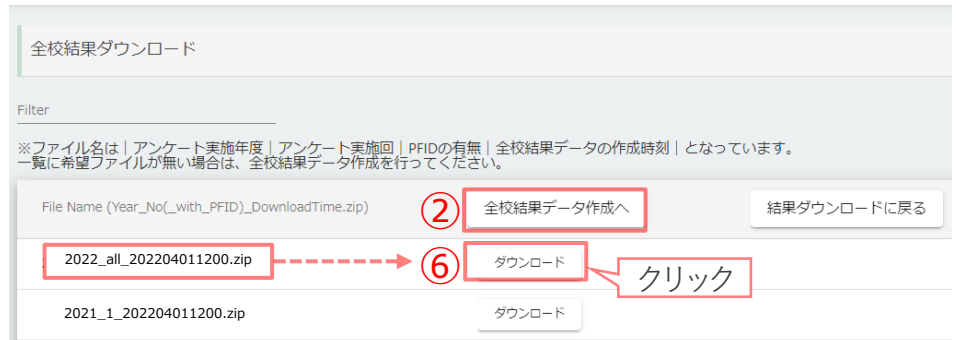 全校結果ダウンロード
Filter
※ファイル名は｜アンケート実施年度｜アンケート実施回｜PFIDの有無｜全校結果データの作成時刻｜となっています。
一覧に希望ファイルが無い場合は、全校結果データ作成を行ってください。
File Name (Year_No(_with_PFID)_DownloadTime.zip) ② 全校結果データ作成へ 結果ダウンロードに戻る
2022_all_202204011200.zip ⑥ ダウンロード クリック
2021_1_202204011200.zip ダウンロード